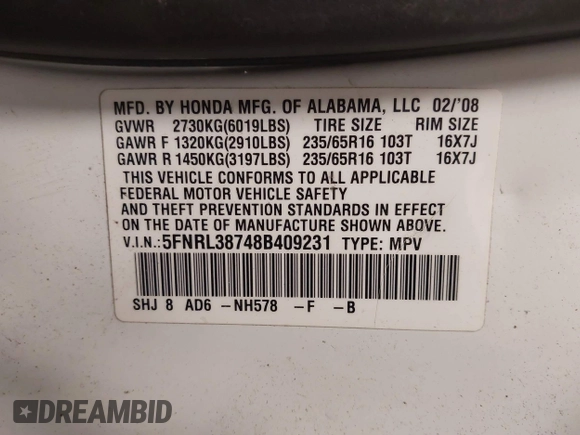 MFD. BY HONDA MFG. OF ALABAMA, LLC 02/'08
GVWR 2730KG(6019LBS) TIRE SIZE RIM SIZE
GAWR F 1320KG(2910LBS) 235/65R16 103T 16X7J
GAWR R 1450KG(3197LBS) 235/65R16 103T 16X7J
THIS VEHICLE CONFORMS TO ALL APPLICABLE
FEDERAL MOTOR VEHICLE SAFETY
AND THEFT PREVENTION STANDARDS IN EFFECT
ON THE DATE OF MANUFACTURE SHOWN ABOVE.
V.I.N.: 5FNRL38748B409231 TYPE: MPV
SHJ 8 AD6 -NH578 -F -B
DREAMBID